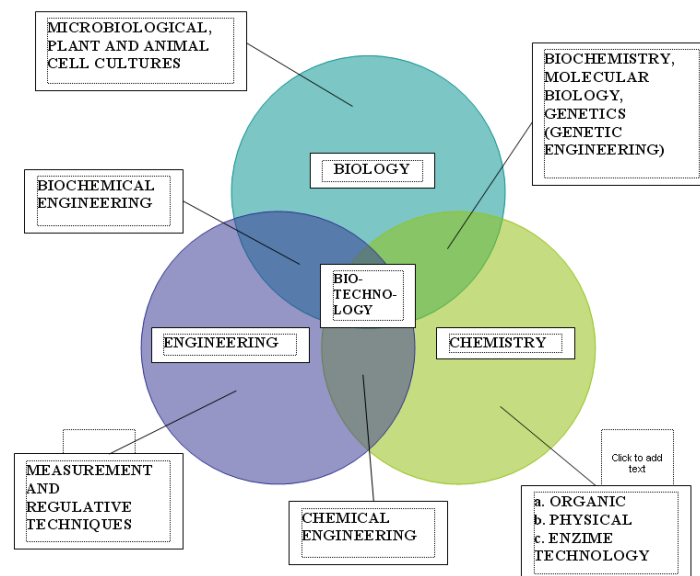 MICROBIOLOGICAL,
PLANT AND ANIMAL
CELL CULTURES
BIOCHEMISTRY,
MOLECULAR
BIOLOGY,
GENETICS
(GENETIC
ENGINEERING)
BIOLOGY
BIOCHEMICAL
ENGINEERING
BIO-
TECHNO-
LOGY
ENGINEERING
CHEMISTRY
MEASUREMENT
AND
REGULATIVE
TECHNIQUES
CHEMICAL
ENGINEERING
Click to add
text
a. ORGANIC
b. PHYSICAL
c. ENZIME
TECHNOLOGY